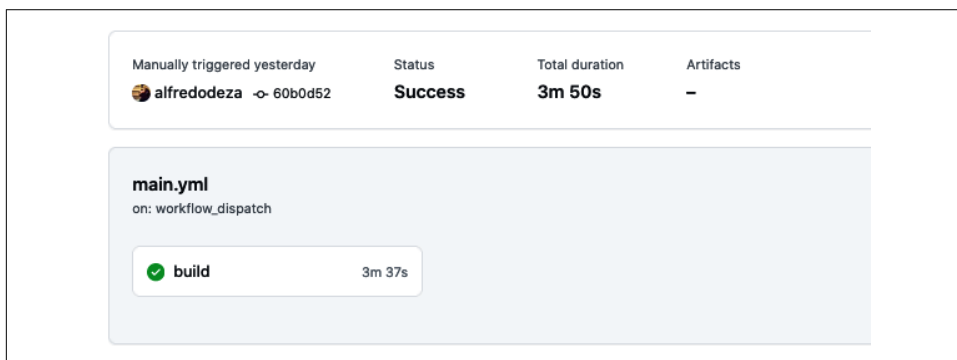 Manually triggered yesterday Status Total duration Artifacts
alfredodeza 60b0d52 Success 3m 50s –
main.yml
on: workflow_dispatch
build 3m 37s